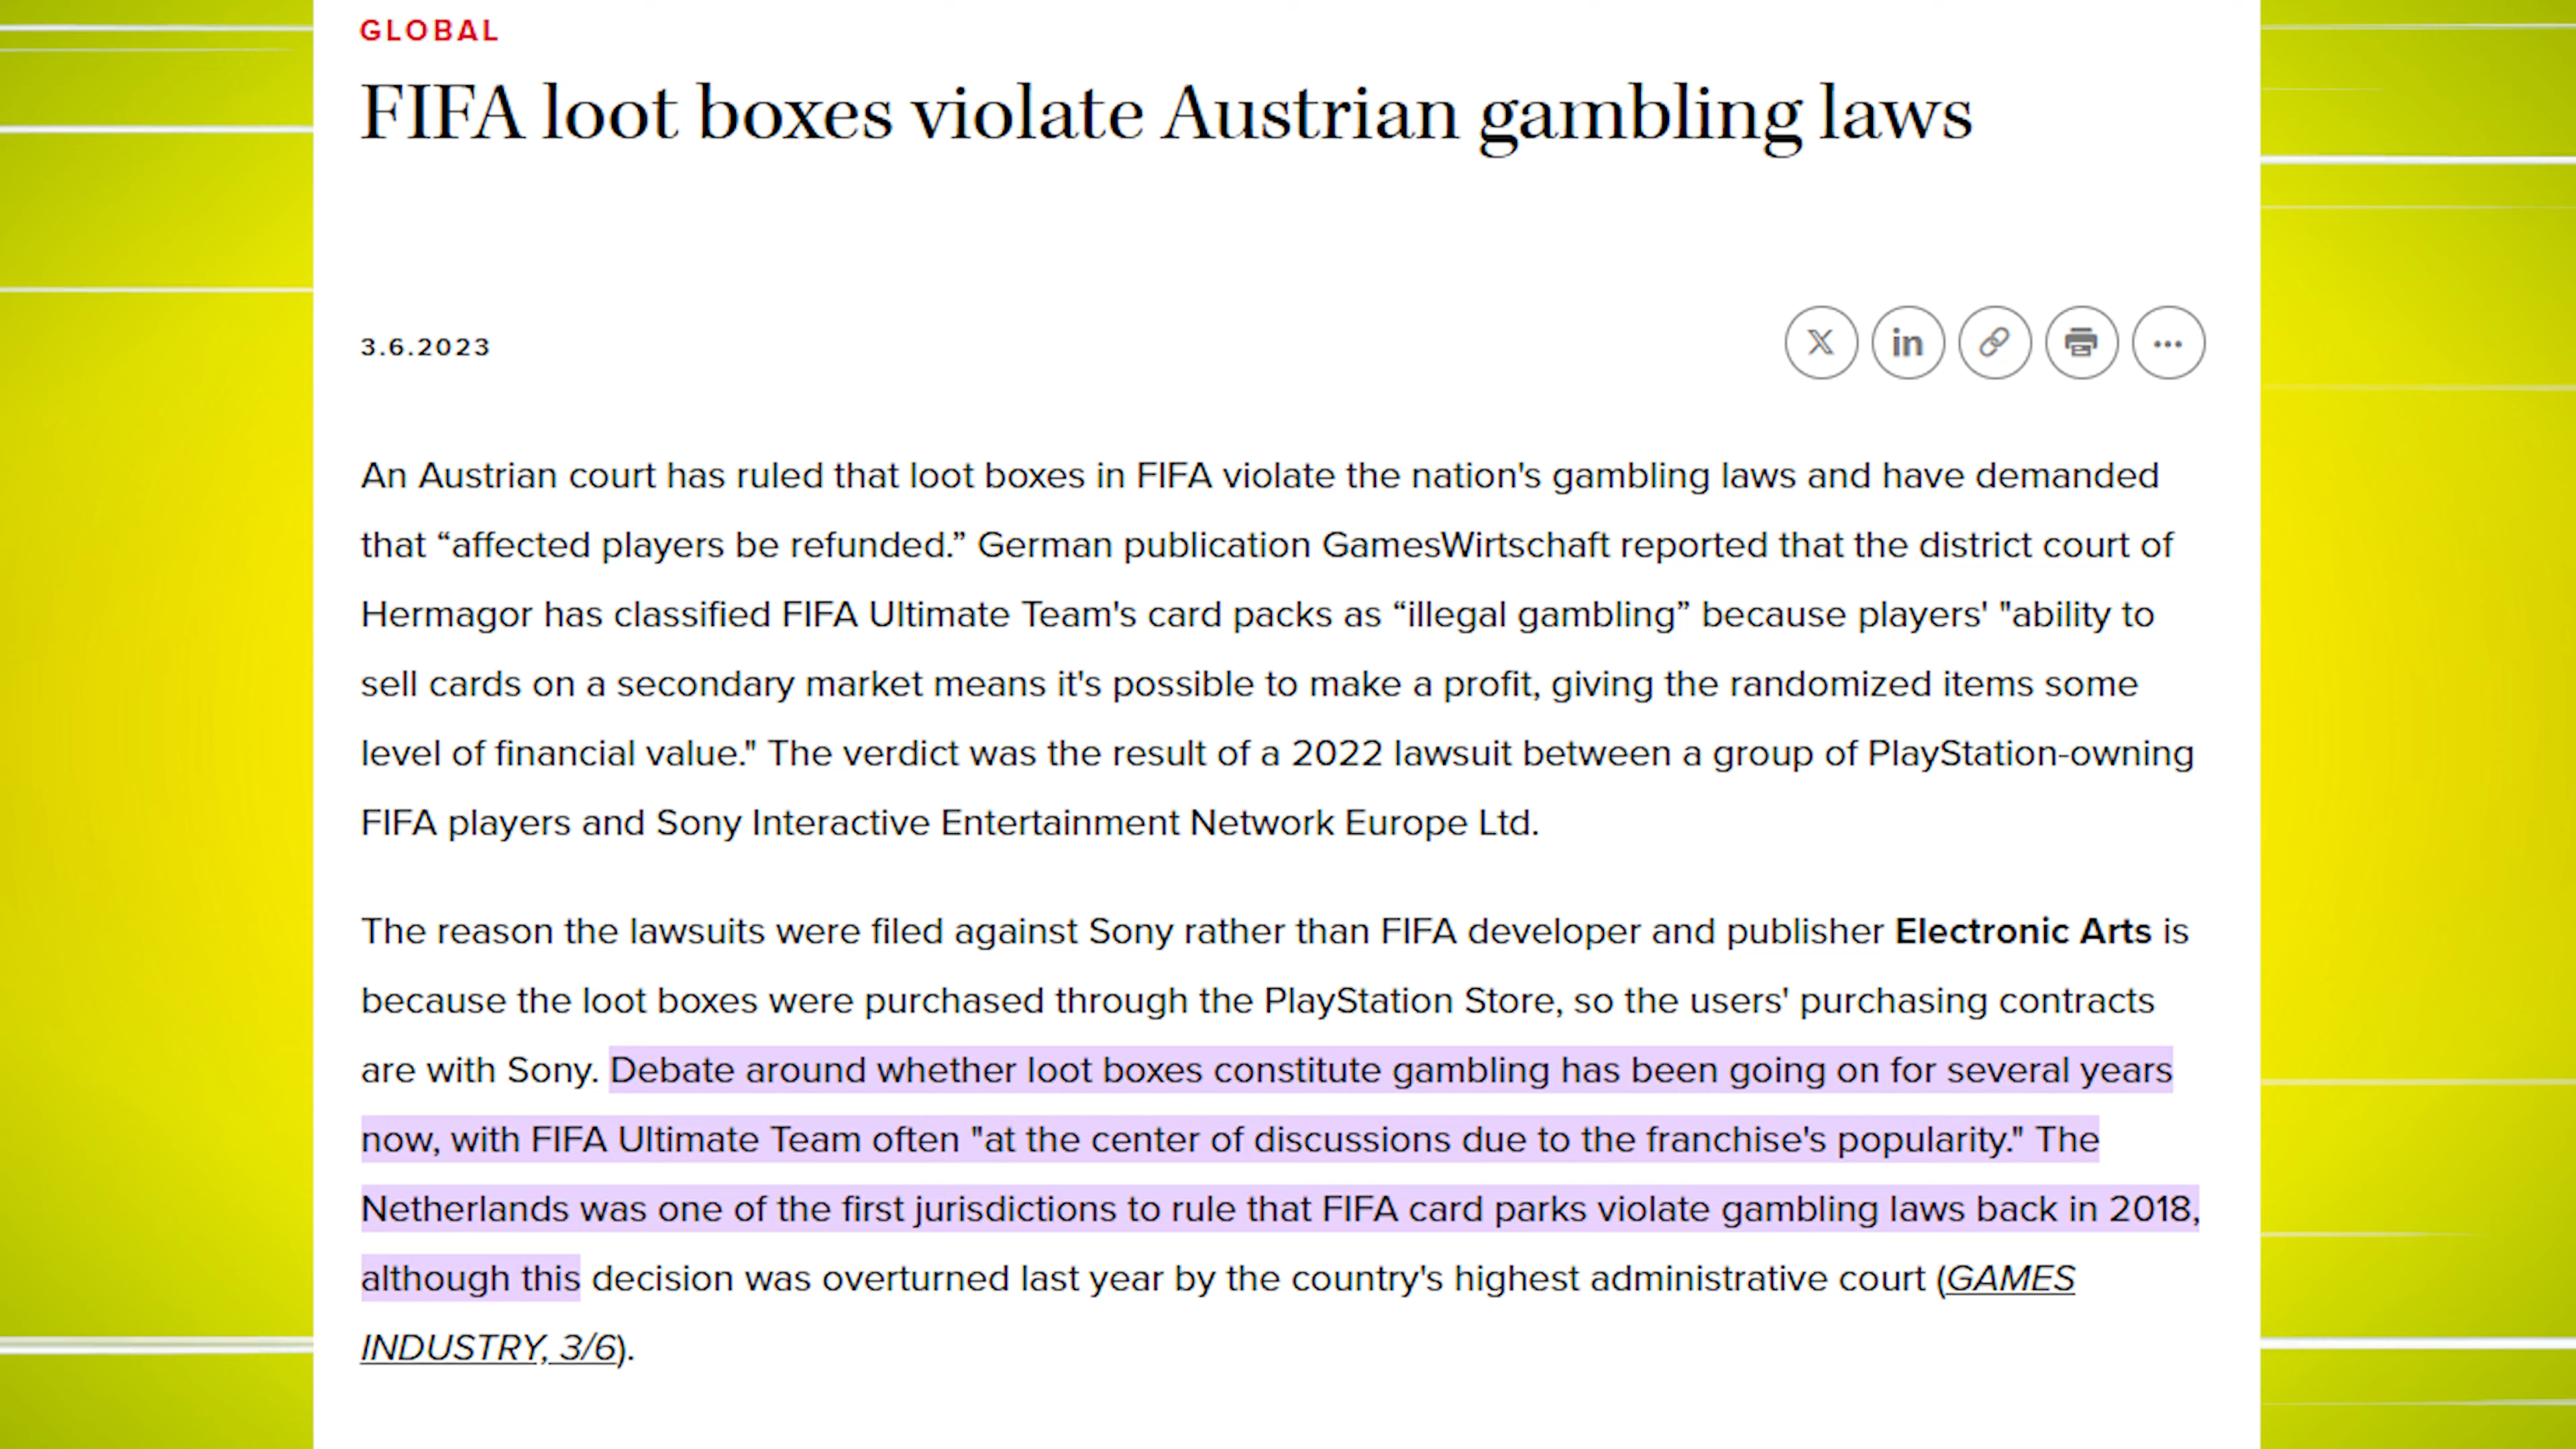 GLOBAL
FIFA loot boxes violate Austrian gambling laws
3.6.2023
X
in
An Austrian court has ruled that loot boxes in FIFA violate the nation's gambling laws and have demanded
that “affected players be refunded.” German publication GamesWirtschaft reported that the district court of
Hermagor has classified FIFA Ultimate Team's card packs as “illegal gambling” because players' "ability to
sell cards on a secondary market means it's possible to make a profit, giving the randomized items some
level of financial value." The verdict was the result of a 2022 lawsuit between a group of PlayStation-owning
FIFA players and Sony Interactive Entertainment Network Europe Ltd.
The reason the lawsuits were filed against Sony rather than FIFA developer and publisher Electronic Arts is
because the loot boxes were purchased through the PlayStation Store, so the users' purchasing contracts
are with Sony. Debate around whether loot boxes constitute gambling has been going on for several years
now, with FIFA Ultimate Team often "at the center of discussions due to the franchise's popularity." The
Netherlands was one of the first jurisdictions to rule that FIFA card parks violate gambling laws back in 2018,
although this decision was overturned last year by the country's highest administrative court (GAMES
INDUSTRY, 3/6).